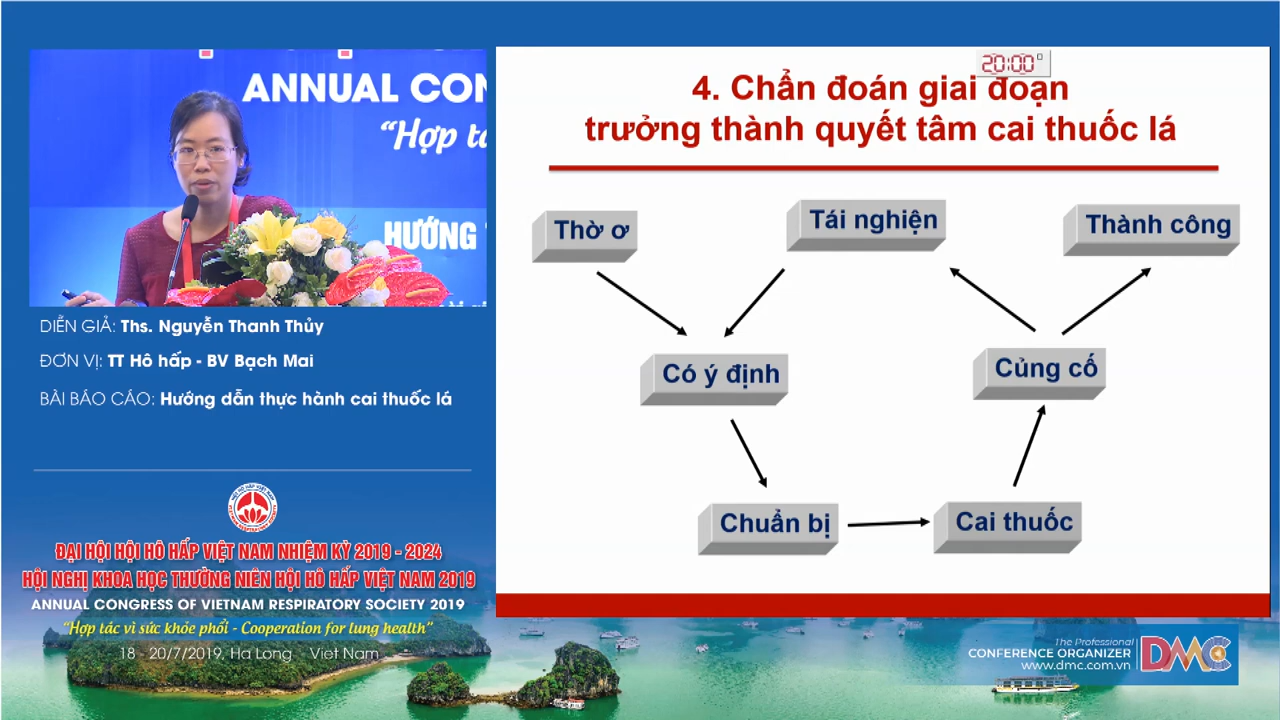 ANNUAL CON
“Hợp tá
HƯỚNG
DIỄN GIẢ: Ths. Nguyễn Thanh Thủy
ĐƠN VỊ: TT Hô hấp - BV Bạch Mai
BÀI BÁO CÁO: Hướng dẫn thực hành cai thuốc lá
ĐẠI HỘI HỘI HÔ HẤP VIỆT NAM NHIỆM KỲ 2019 - 2024
HỘI NGHỊ KHOA HỌC THƯỜNG NIÊN HỘI HÔ HẤP VIỆT NAM 2019
ANNUAL CONGRESS OF VIETNAM RESPIRATORY SOCIETY 2019
“Hợp tác vì sức khỏe phổi - Cooperation for lung health”
18 - 20/7/2019, Ha Long Viet Nam
20:00
4. Chẩn đoán giai đoạn
trưởng thành quyết tâm cai thuốc lá
Thờ ơ
Tái nghiện
Thành công
Có ý định
Củng cố
Chuẩn bị
Cai thuốc
The Professional
CONFERENCE ORGANIZER
www.dmc.com.vn
DMC